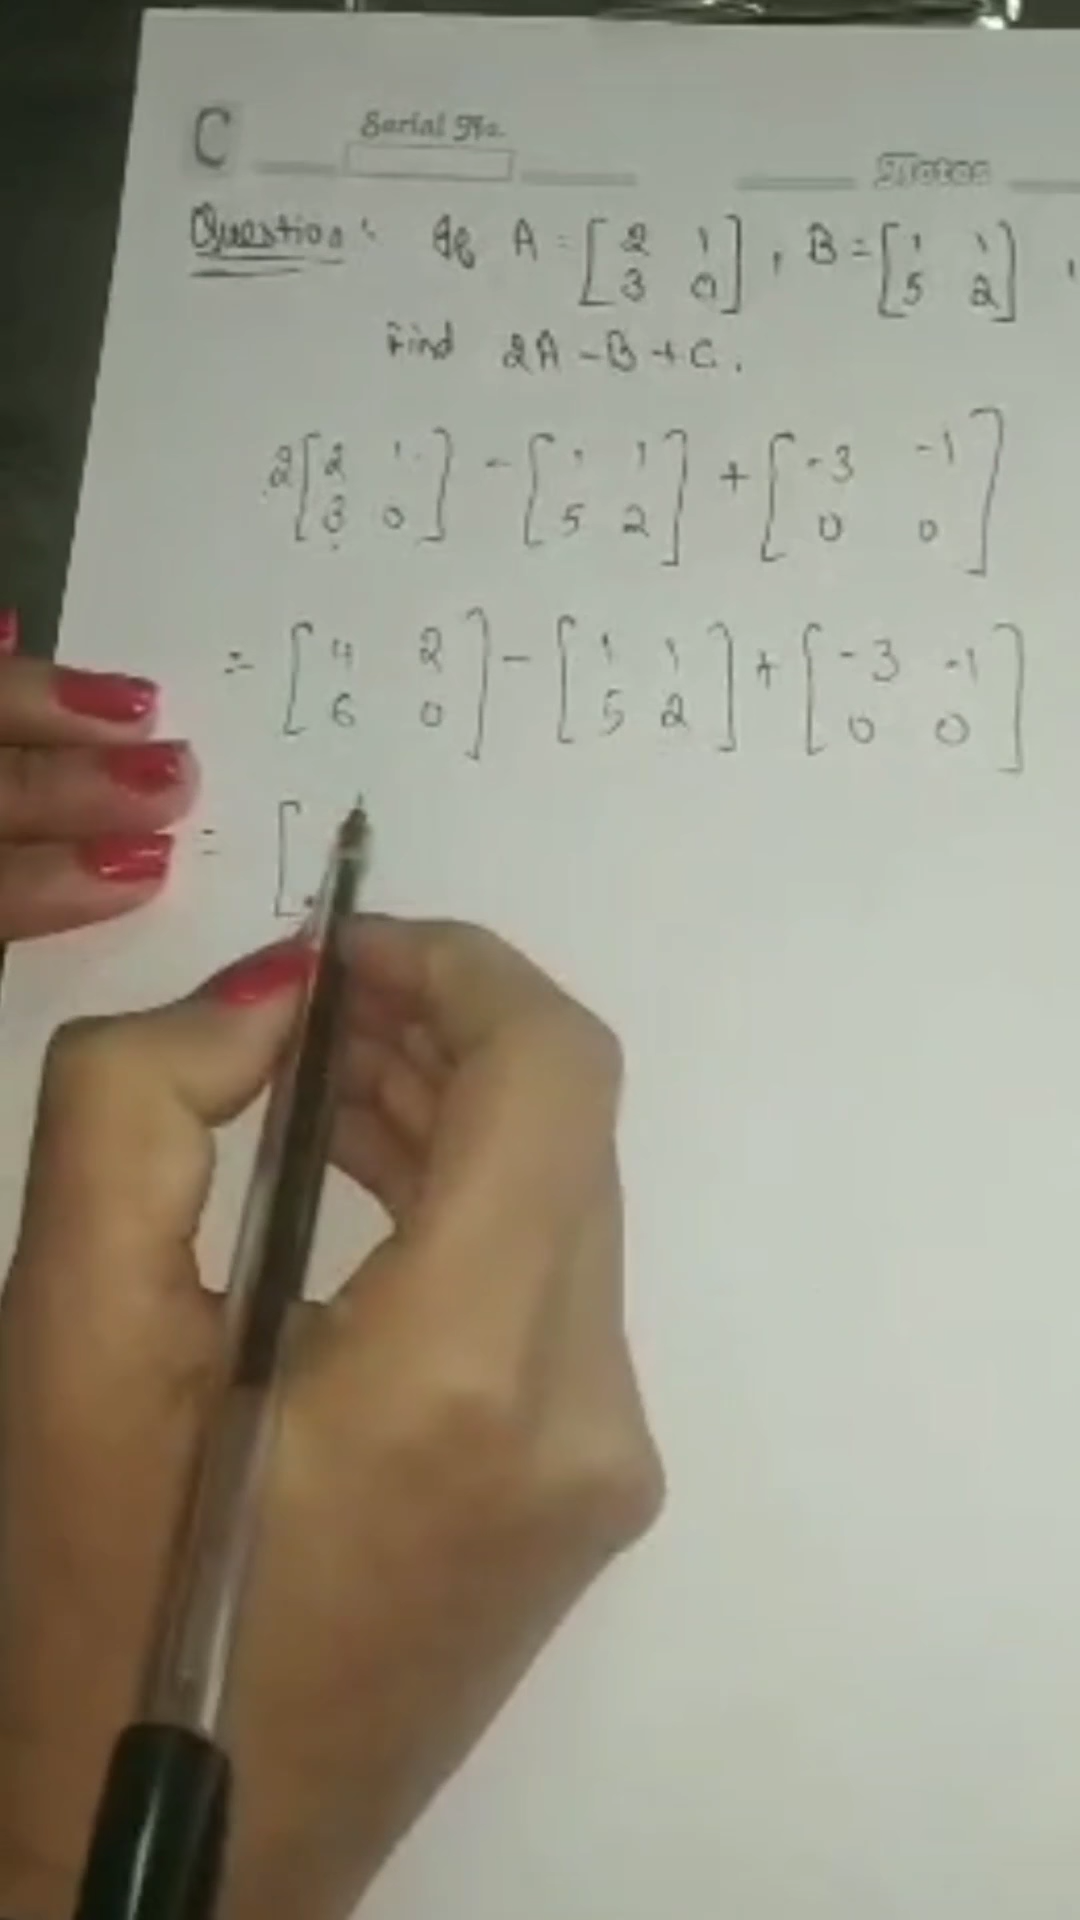 C
Serial No.
Notes
Question: If A = [2 1; 3 0], B = [1 1; 5 2],
Find 2A - B + C.
2[2 1; 3 0] - [1 1; 5 2] + [-3 -1; 0 0]
= [4 2; 6 0] - [1 1; 5 2] + [-3 -1; 0 0]
= [